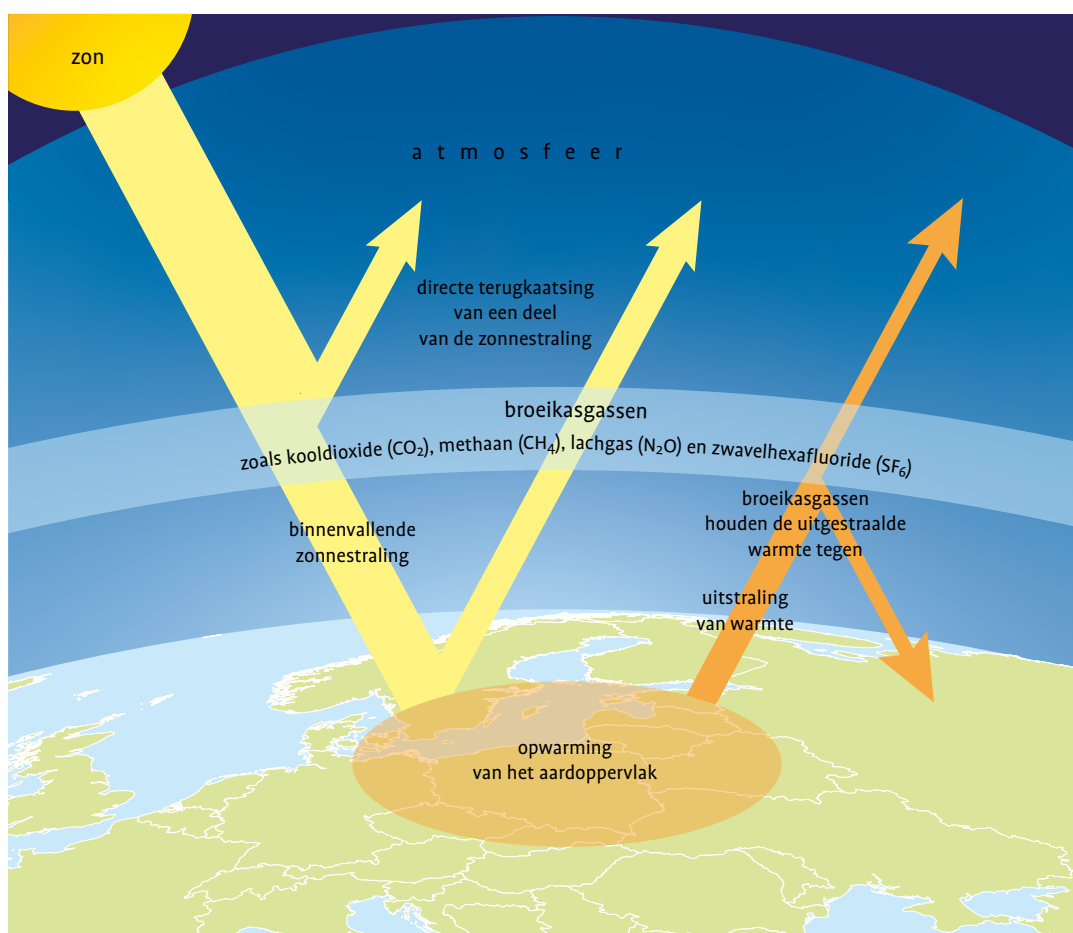 zon
atmosfeer
directe terugkaatsing
van een deel
van de zonnestraling
broeikasgassen
zoals kooldioxide (CO₂), methaan (CH₄), lachgas (N₂O) en zwavelhexafluoride (SF₆)
binnenvallende
zonnestraling
broeikasgassen
houden de uitgestraalde
warmte tegen
uitstraling
van warmte
opwarming
van het aardoppervlak